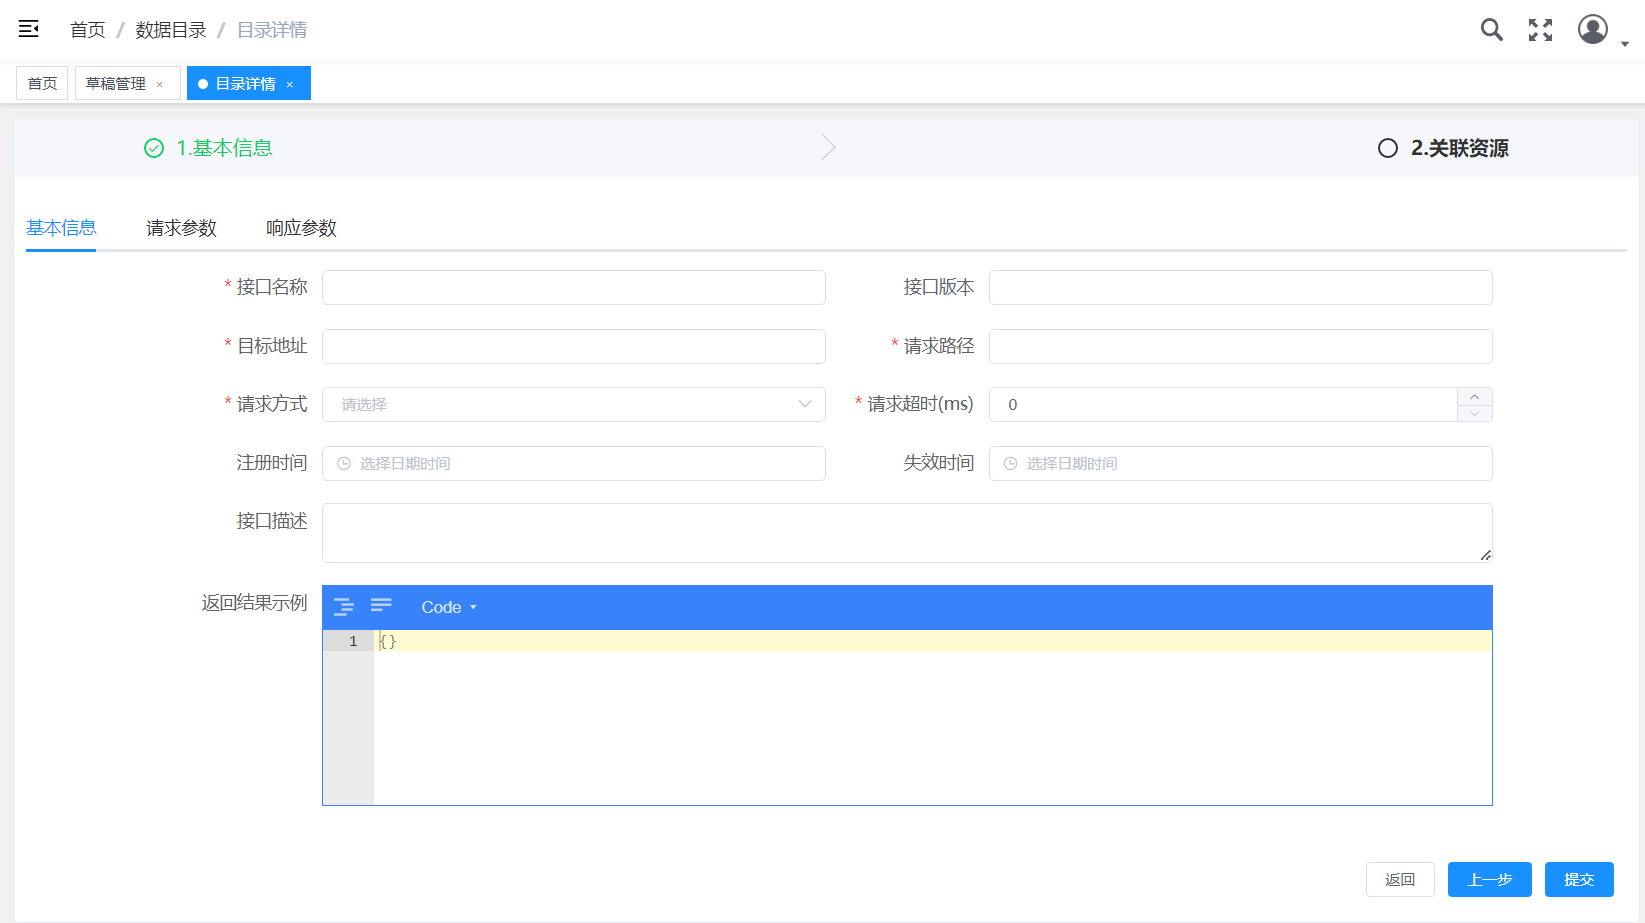 首页 / 数据目录 / 目录详情
首页 草稿管理 × 目录详情 ×
1.基本信息 2.关联资源
基本信息 请求参数 响应参数
* 接口名称 接口版本
* 目标地址 * 请求路径
* 请求方式 请选择 * 请求超时(ms) 0
注册时间 选择日期时间 失效时间 选择日期时间
接口描述
返回结果示例 Code
1 {}
返回 上一步 提交